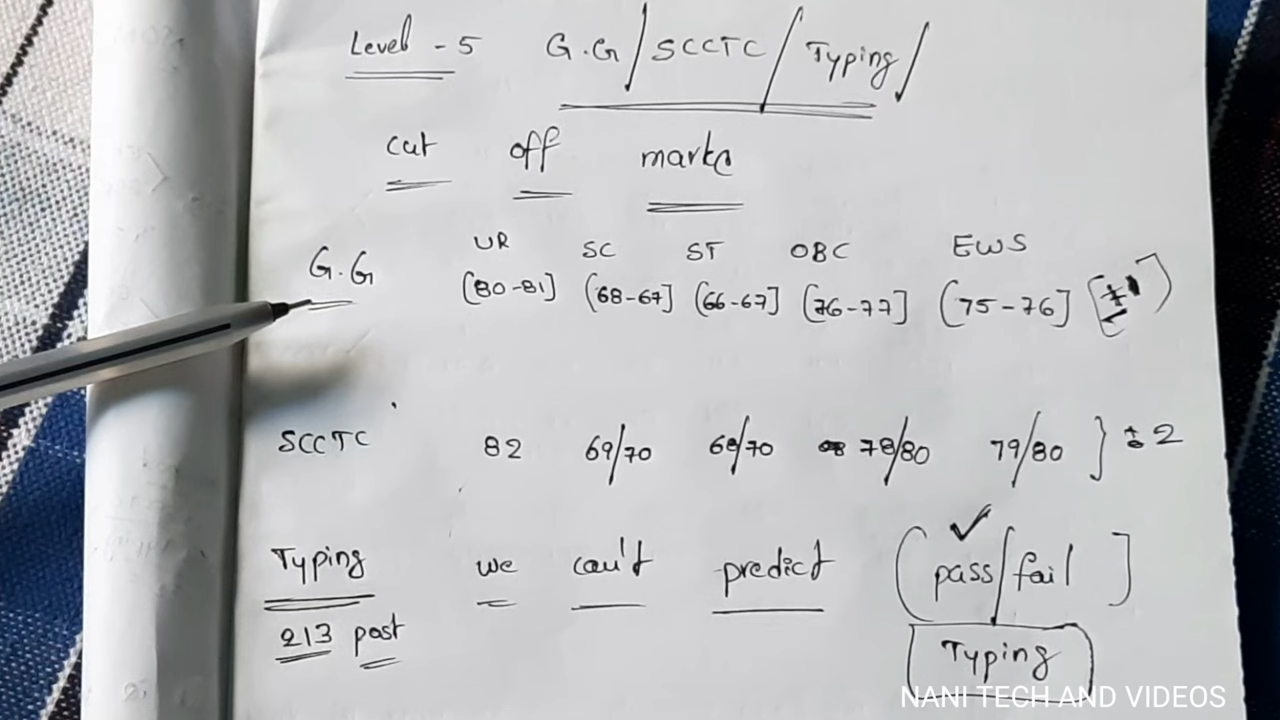 Level - 5 G.G/SCCTC/Typing/
cut off marks
UR SC ST OBC EWS
G.G [80-81] [68-67] [66-67] [76-77] [75-76] [±1]
SCCTC 82 69/70 68/70 78/80 79/80 } ±2
Typing we can't predict (pass/fail]
213 post
Typing
NANI TECH AND VIDEOS